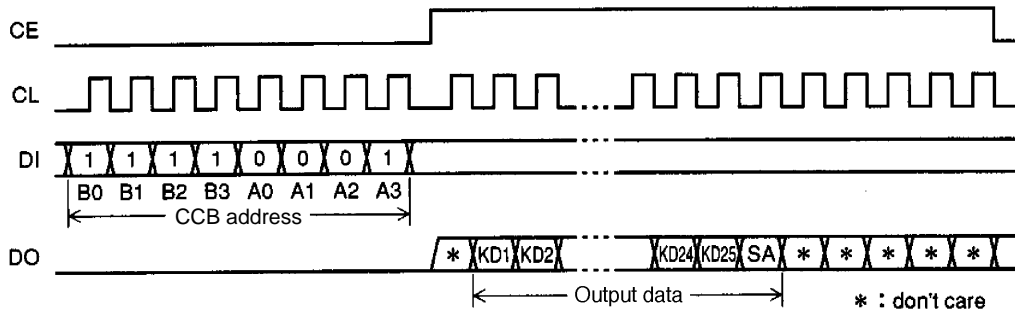 CE
CL
DI 1 1 1 1 0 0 0 1
B0 B1 B2 B3 A0 A1 A2 A3
CCB address
DO * KD1 KD2 KD24 KD25 SA * * * * *
Output data
* : don't care